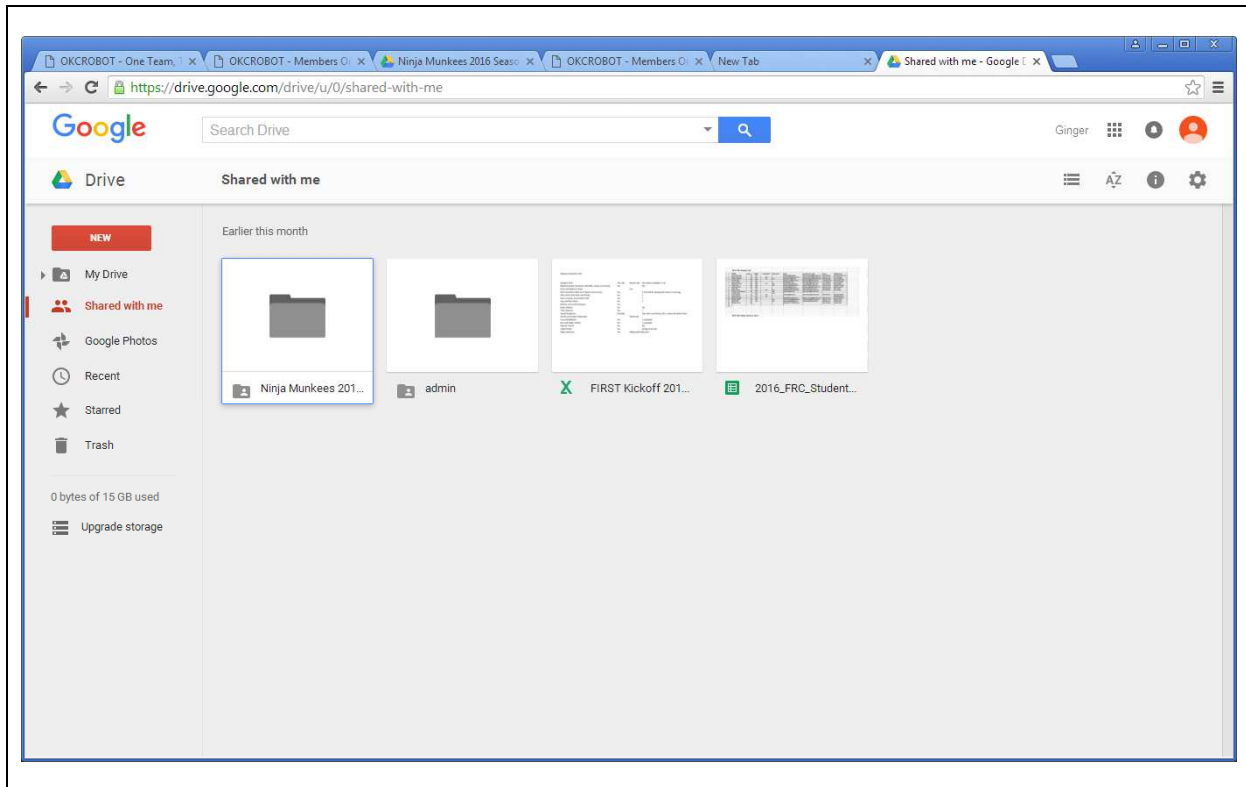 OKCROBOT - One Team, OKCROBOT - Members O Ninja Munkees 2016 Seaso OKCROBOT - Members O New Tab Shared with me - Google
https://drive.google.com/drive/u/0/shared-with-me
Google Search Drive Ginger
Drive Shared with me AZ
NEW
Earlier this month
My Drive
Shared with me
Google Photos
Recent
Starred
Trash
0 bytes of 15 GB used
Upgrade storage
Ninja Munkees 201... admin X FIRST Kickoff 201... 2016_FRC_Student...